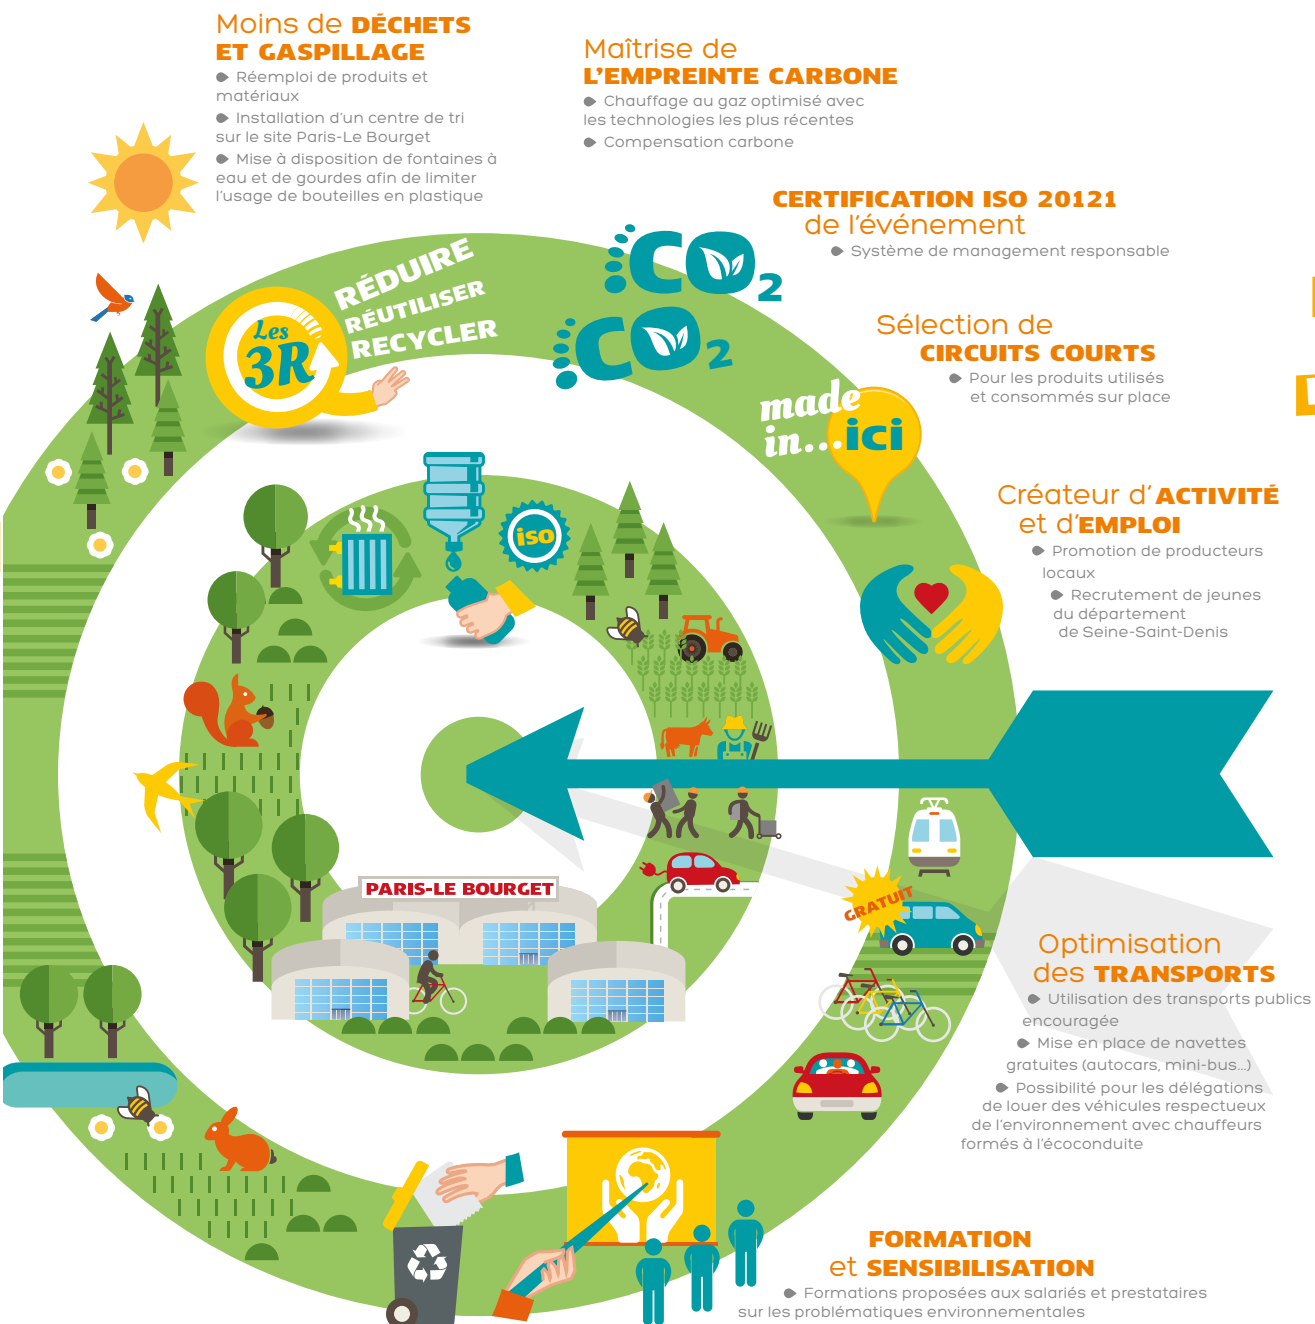 Moins de DÉCHETS
ET GASPILLAGE
Réemploi de produits et
matériaux
Installation d'un centre de tri
sur le site Paris-Le Bourget
Mise à disposition de fontaines à
eau et de gourdes afin de limiter
l'usage de bouteilles en plastique
Maîtrise de
L'EMPREINTE CARBONE
Chauffage au gaz optimisé avec
les technologies les plus récentes
Compensation carbone
CERTIFICATION ISO 20121
de l'événement
Système de management responsable
Sélection de
CIRCUITS COURTS
Pour les produits utilisés
et consommés sur place
Créateur d'ACTIVITÉ
et d'EMPLOI
Promotion de producteurs
locaux
Recrutement de jeunes
du département
de Seine-Saint-Denis
Les
3R
RÉDUIRE
RÉUTILISER
RECYCLER
CO2
CO2
made
in...ici
iso
PARIS-LE BOURGET
GRATUIT
Optimisation
des TRANSPORTS
Utilisation des transports publics
encouragée
Mise en place de navettes
gratuites (autocars, mini-bus...)
Possibilité pour les délégations
de louer des véhicules respectueux
de l'environnement avec chauffeurs
formés à l'écoconduite
FORMATION
et SENSIBILISATION
Formations proposées aux salariés et prestataires
sur les problématiques environnementales